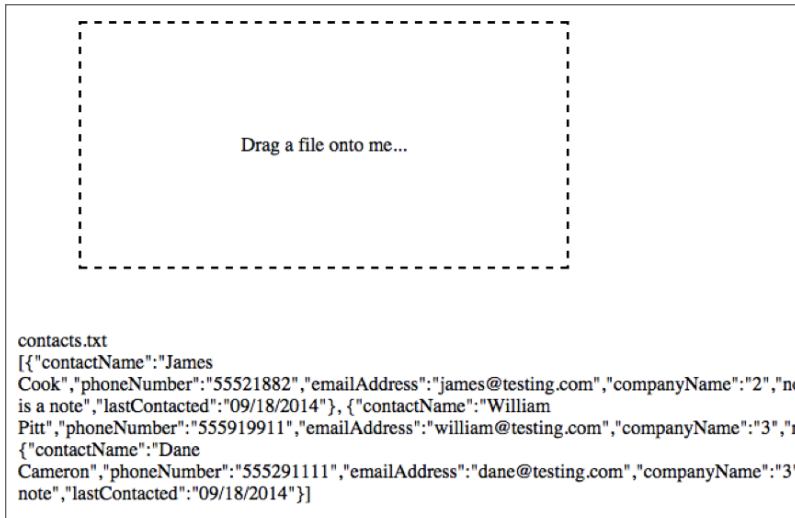 Drag a file onto me...
contacts.txt
[{"contactName":"James
Cook","phoneNumber":"55521882","emailAddress":"james@testing.com","companyName":"2","n
is a note","lastContacted":"09/18/2014"}, {"contactName":"William
Pitt","phoneNumber":"555919911","emailAddress":"william@testing.com","companyName":"3","
{"contactName":"Dane
Cameron","phoneNumber":"555291111","emailAddress":"dane@testing.com","companyName":"3"
note","lastContacted":"09/18/2014"}]